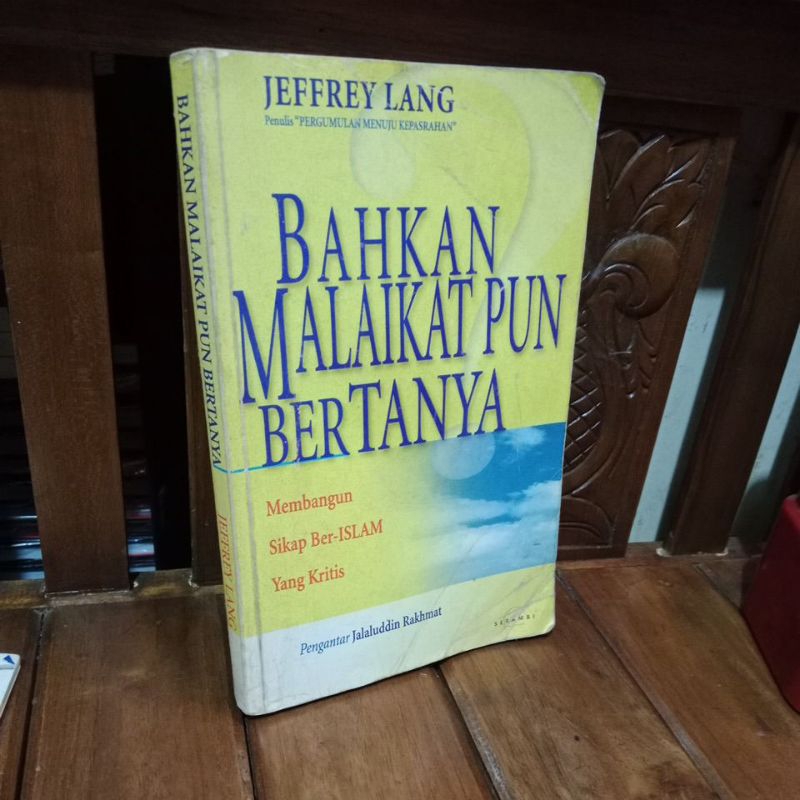 JEFFREY LANG
Penulis "PERGUMULAN MENUJU KEPASRAHAN"
BAHKAN
MALAIKAT PUN
BERTANYA
Membangun
Sikap Ber-ISLAM
Yang Kritis
Pengantar Jalaluddin Rakhmat
SERAMBI
BAHKAN MALAIKAT PUN BERTANYA
JEFFREY LANG